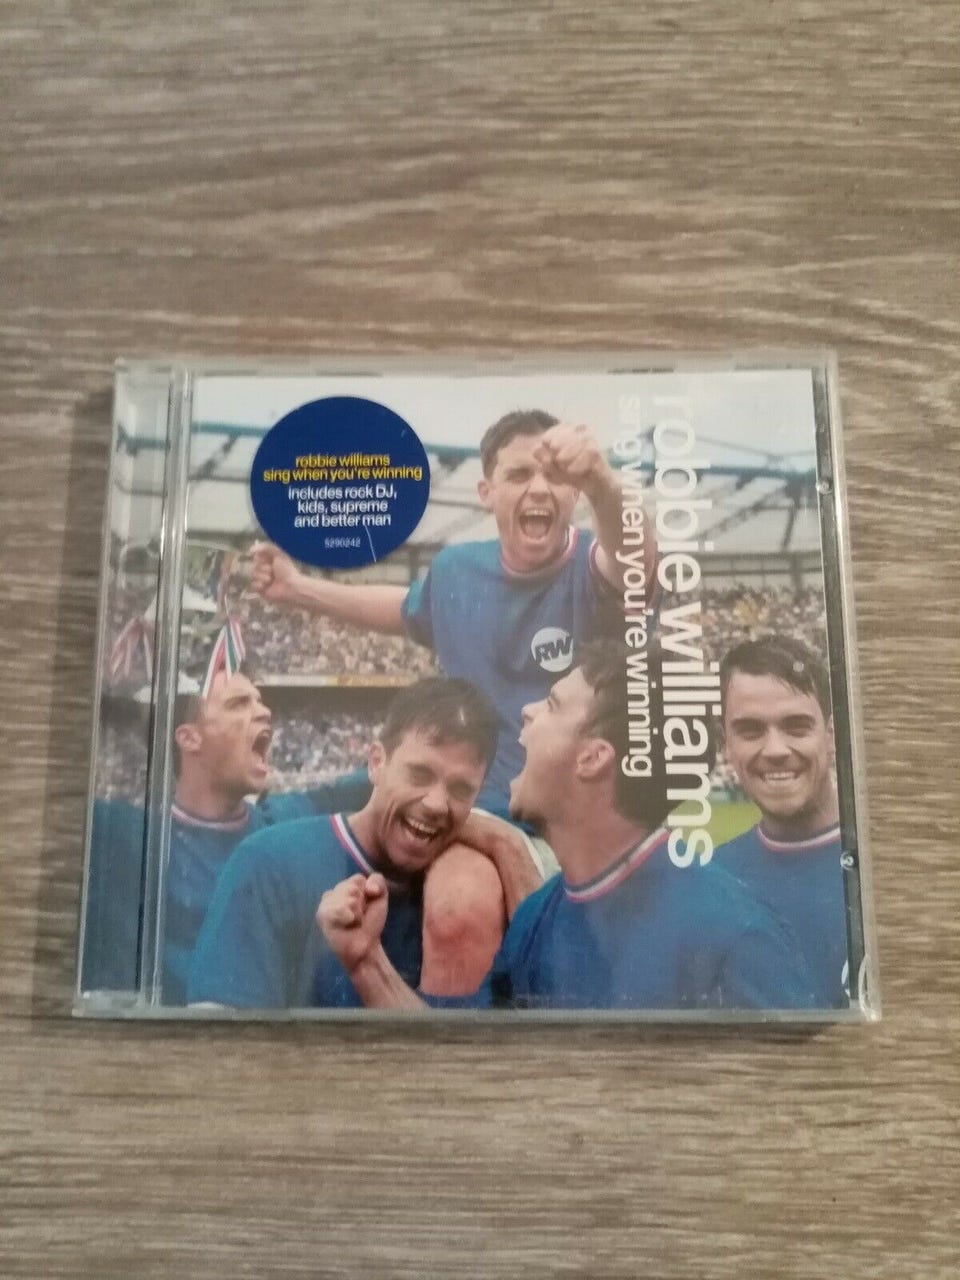 robbie williams
sing when you're winning
includes rock DJ,
kids, supreme
and better man
5290242
robbie williams
sing when you're winning
RW